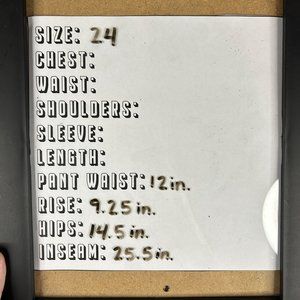 SIZE: 24
CHEST:
WAIST:
SHOULDERS:
SLEEVE:
LENGTH:
PANT WAIST: 12in.
RISE: 9.25 in.
HIPS: 14.5 in.
INSEAM: 25.5 in.